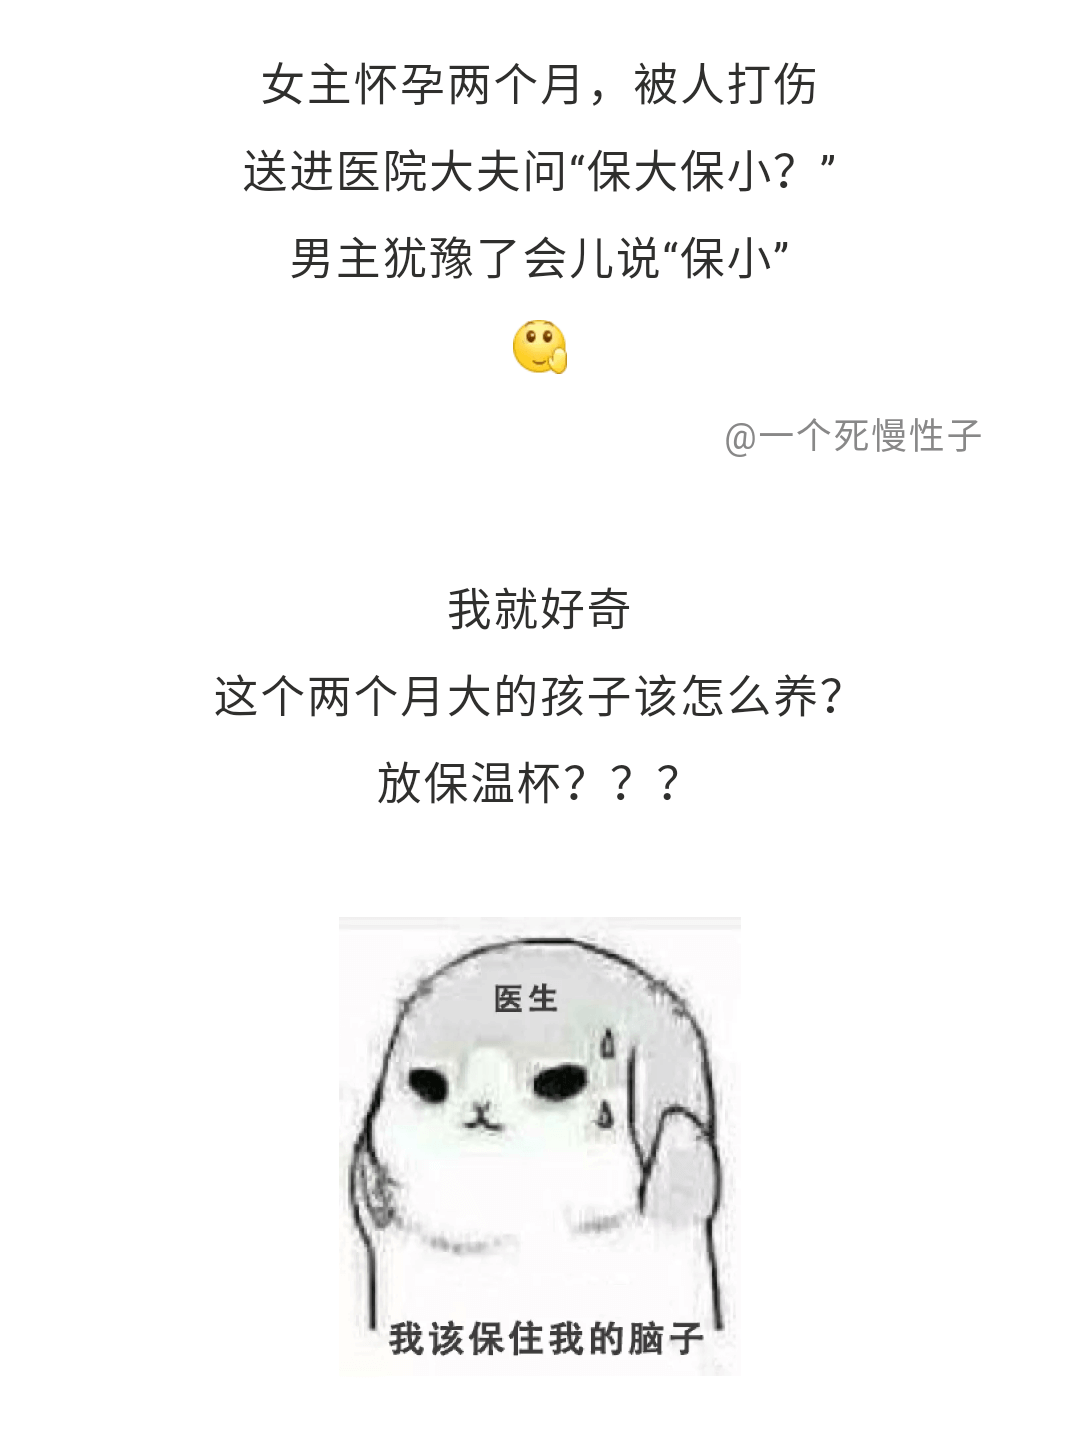 女主怀孕两个月，被人打伤
送进医院大夫问“保大保小？”
男主犹豫了会儿说“保小”
@一个死慢性子
我就好奇
这个两个月大的孩子该怎么养？
放保温杯？？？
医生
我该保住我的脑子